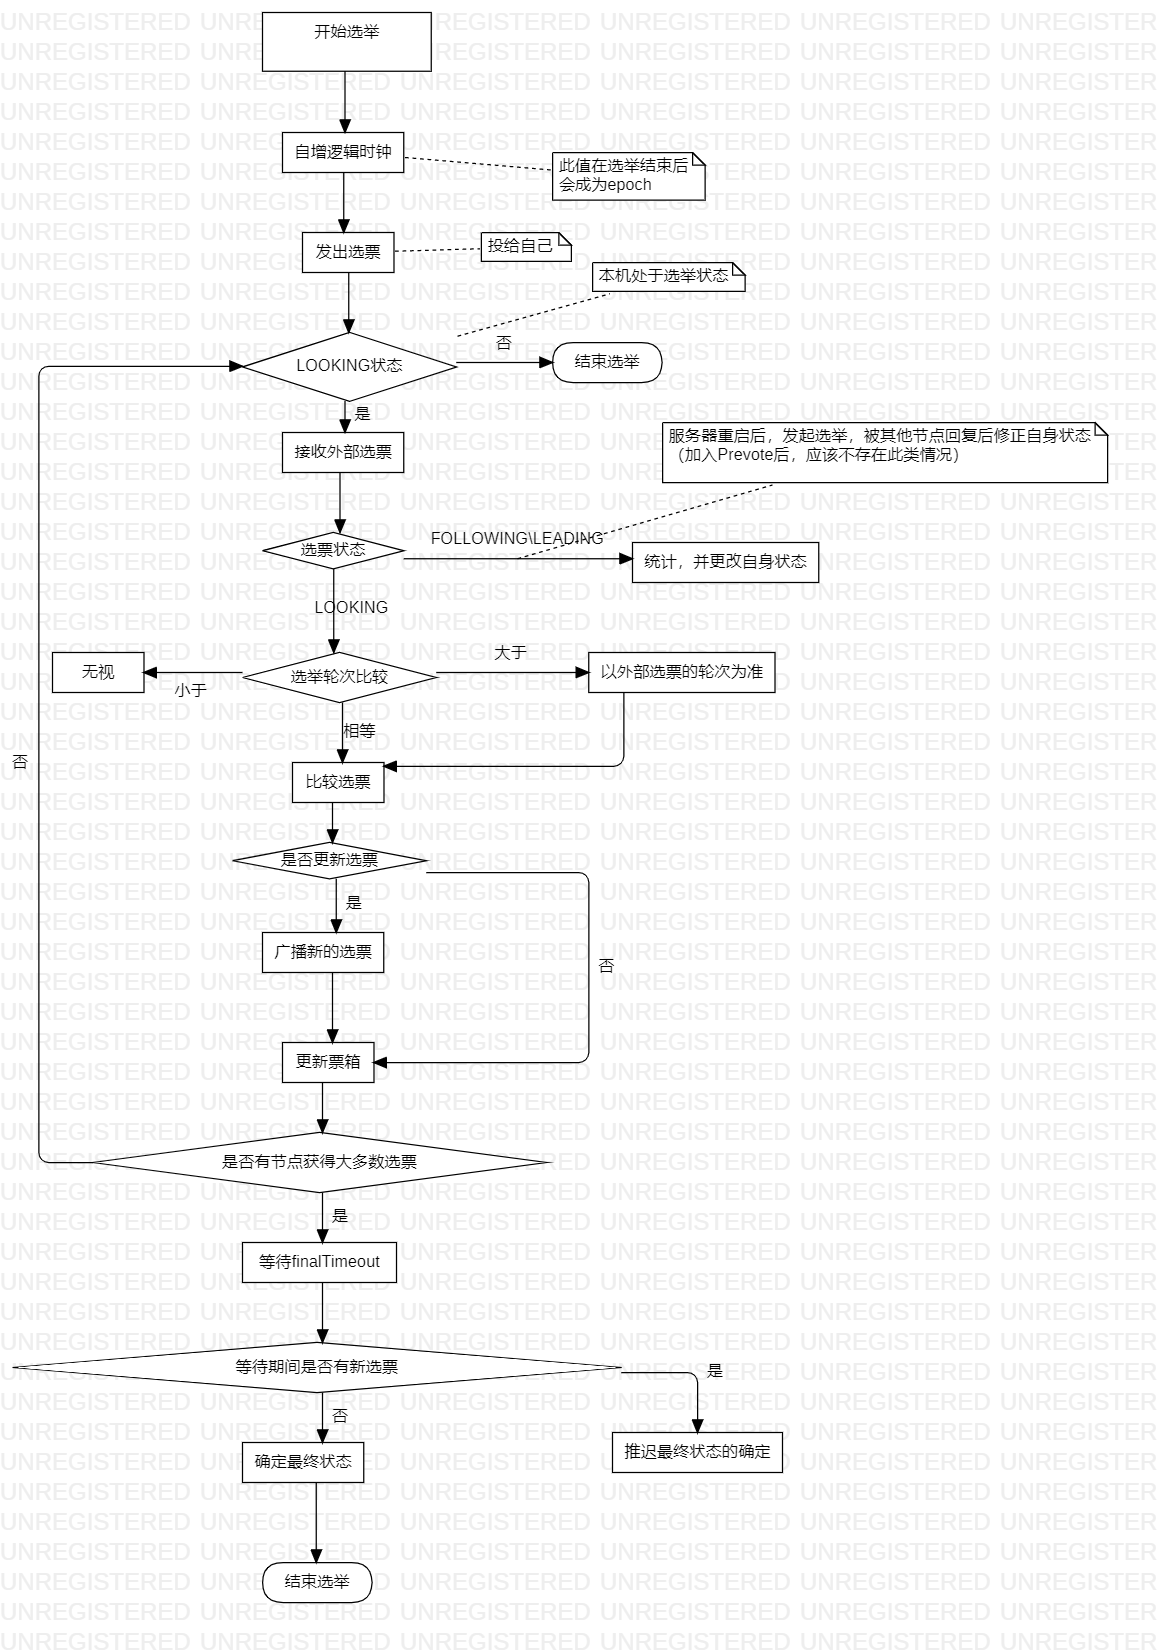 开始选举
自增逻辑时钟
此值在选举结束后
会成为epoch
发出选票
投给自己
本机处于选举状态
LOOKING状态
否
结束选举
是
接收外部选票
服务器重启后，发起选举，被其他节点回复后修正自身状态
（加入Prevote后，应该不存在此类情况）
选票状态
FOLLOWING\LEADING
统计，并更改自身状态
LOOKING
无视
小于
选举轮次比较
大于
以外部选票的轮次为准
相等
否
比较选票
是否更新选票
是
广播新的选票
否
更新票箱
是否有节点获得大多数选票
是
等待finalTimeout
等待期间是否有新选票
是
否
确定最终状态
推迟最终状态的确定
结束选举
UNREGISTERED